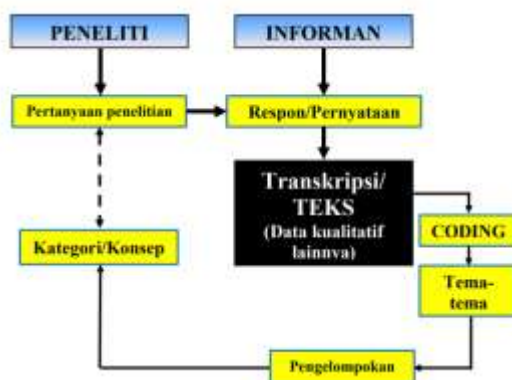 PENELITI
INFORMAN
Pertanyaan penelitian
Respon/Pernyataan
Transkripsi/
TEKS
(Data kualitatif
lainnya)
CODING
Kategori/Konsep
Tema-
tema
Pengelompokan